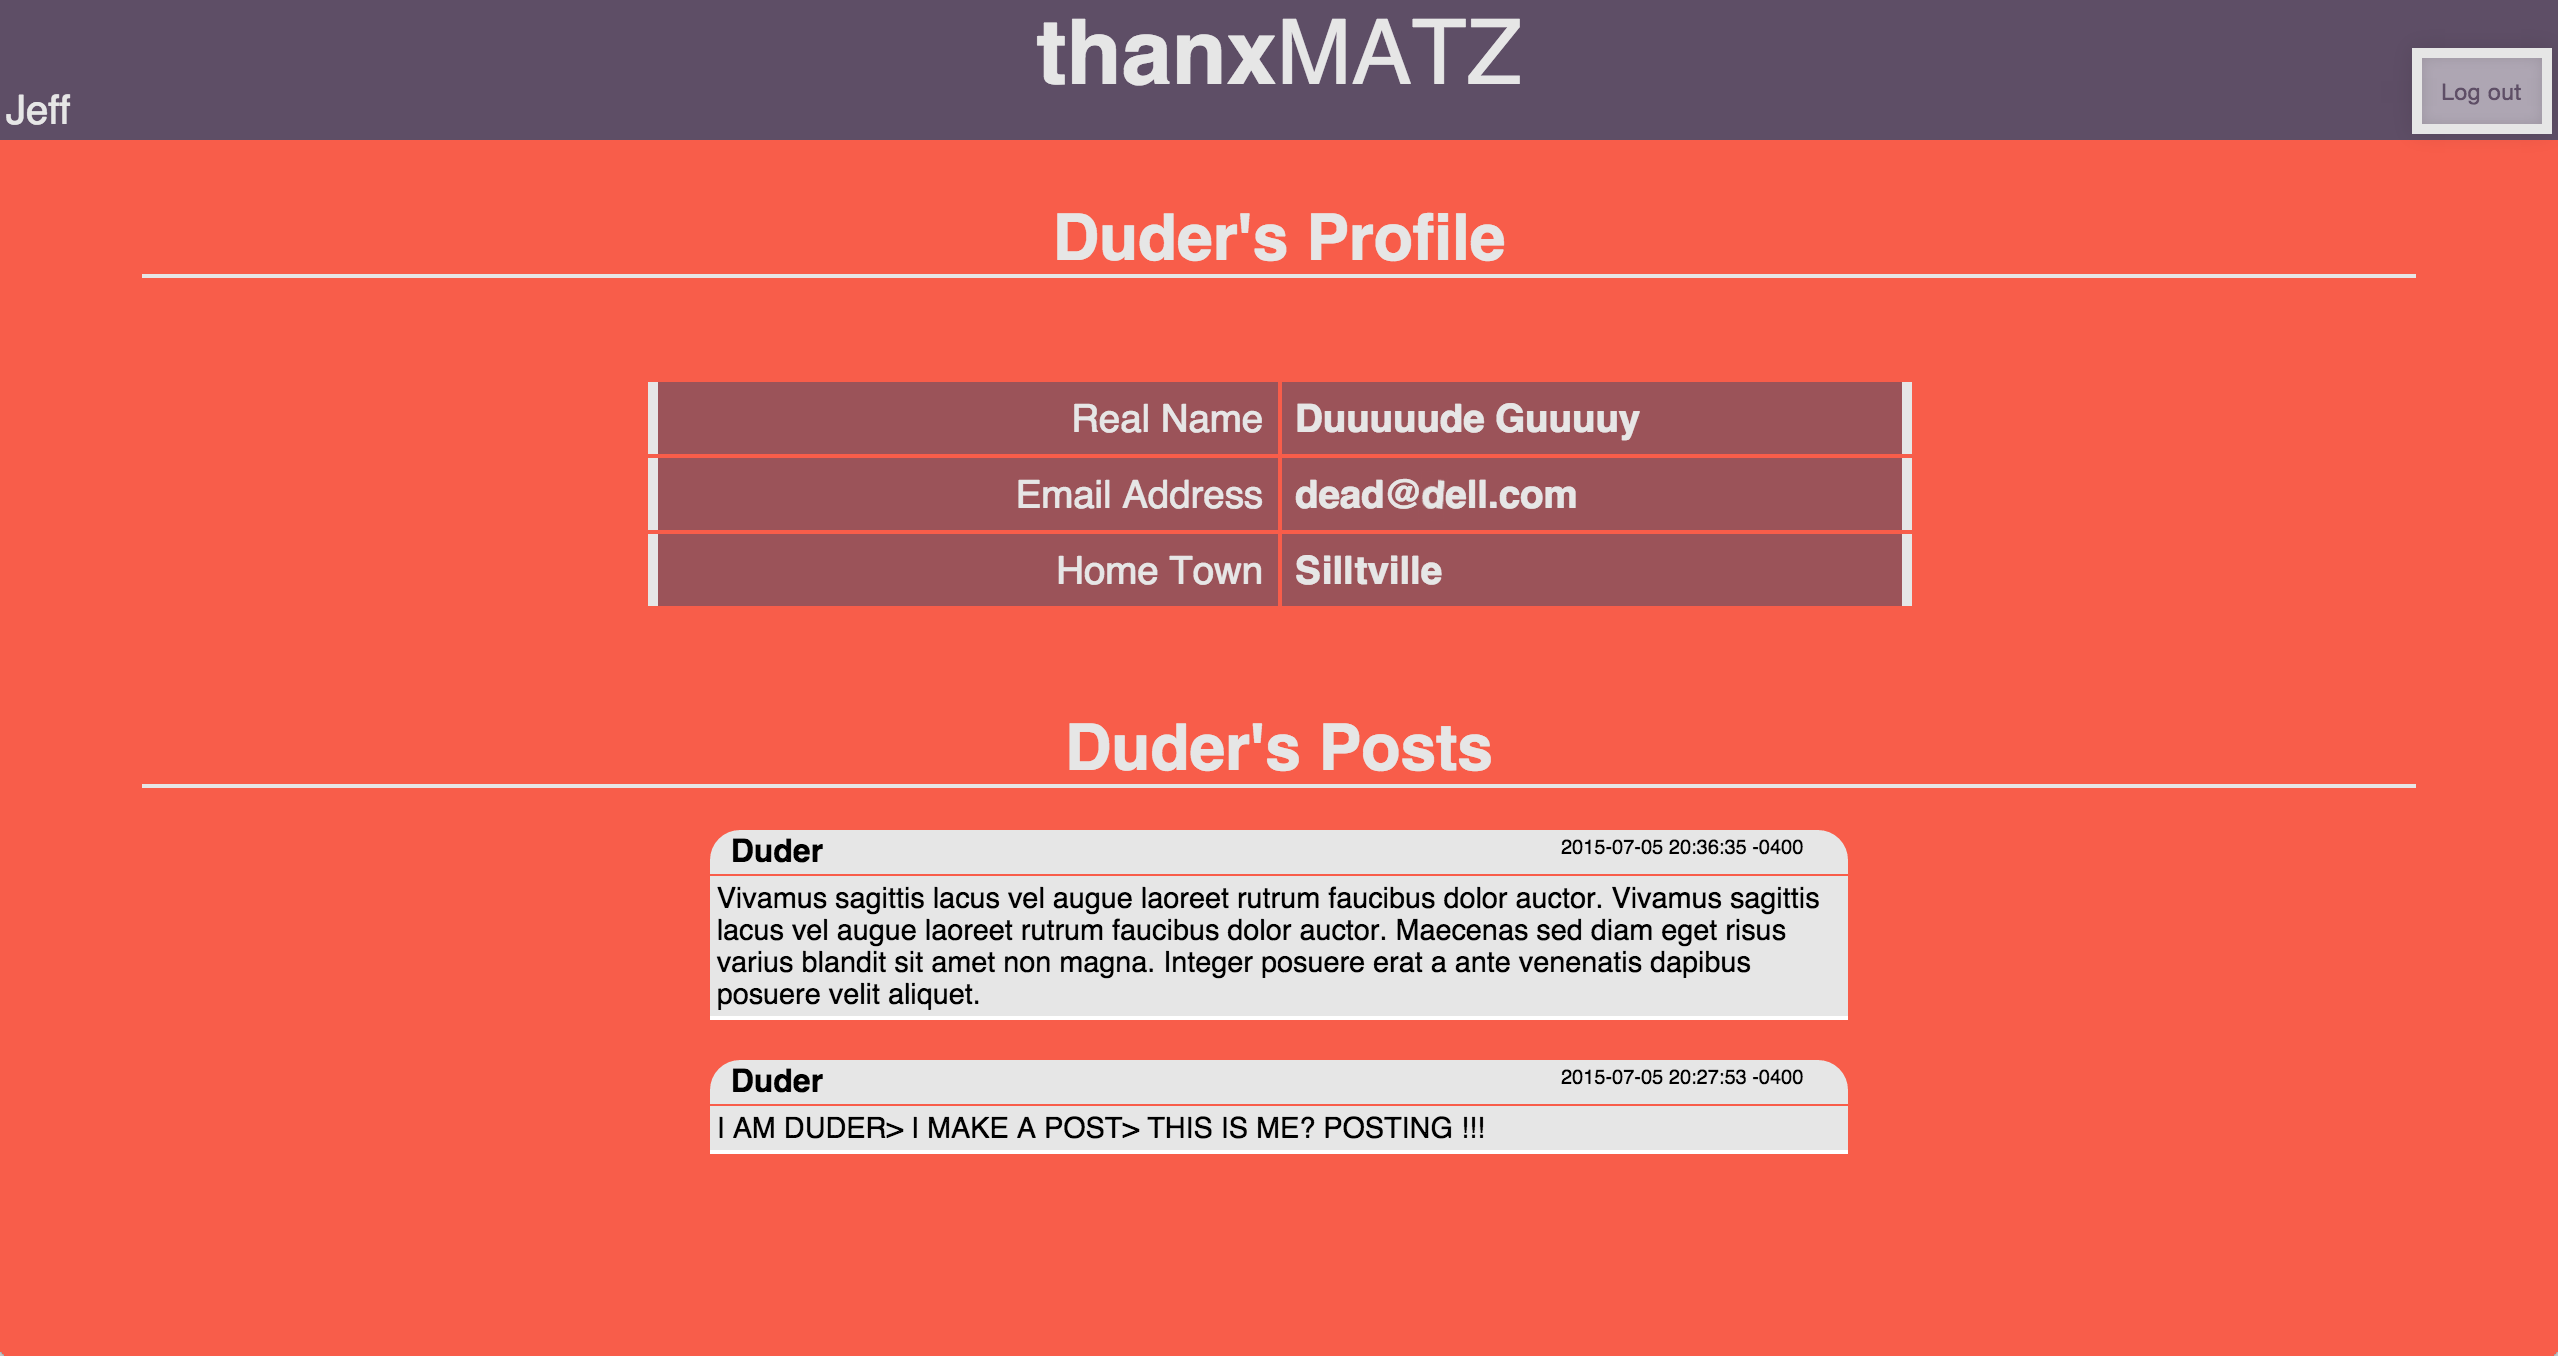 thanxMATZ
Jeff
Log out
Duder's Profile
Real Name Duuuuude Guuuuy
Email Address dead@dell.com
Home Town Silltville
Duder's Posts
Duder 2015-07-05 20:36:35 -0400
Vivamus sagittis lacus vel augue laoreet rutrum faucibus dolor auctor. Vivamus sagittis
lacus vel augue laoreet rutrum faucibus dolor auctor. Maecenas sed diam eget risus
varius blandit sit amet non magna. Integer posuere erat a ante venenatis dapibus
posuere velit aliquet.
Duder 2015-07-05 20:27:53 -0400
I AM DUDER> I MAKE A POST> THIS IS ME? POSTING !!!